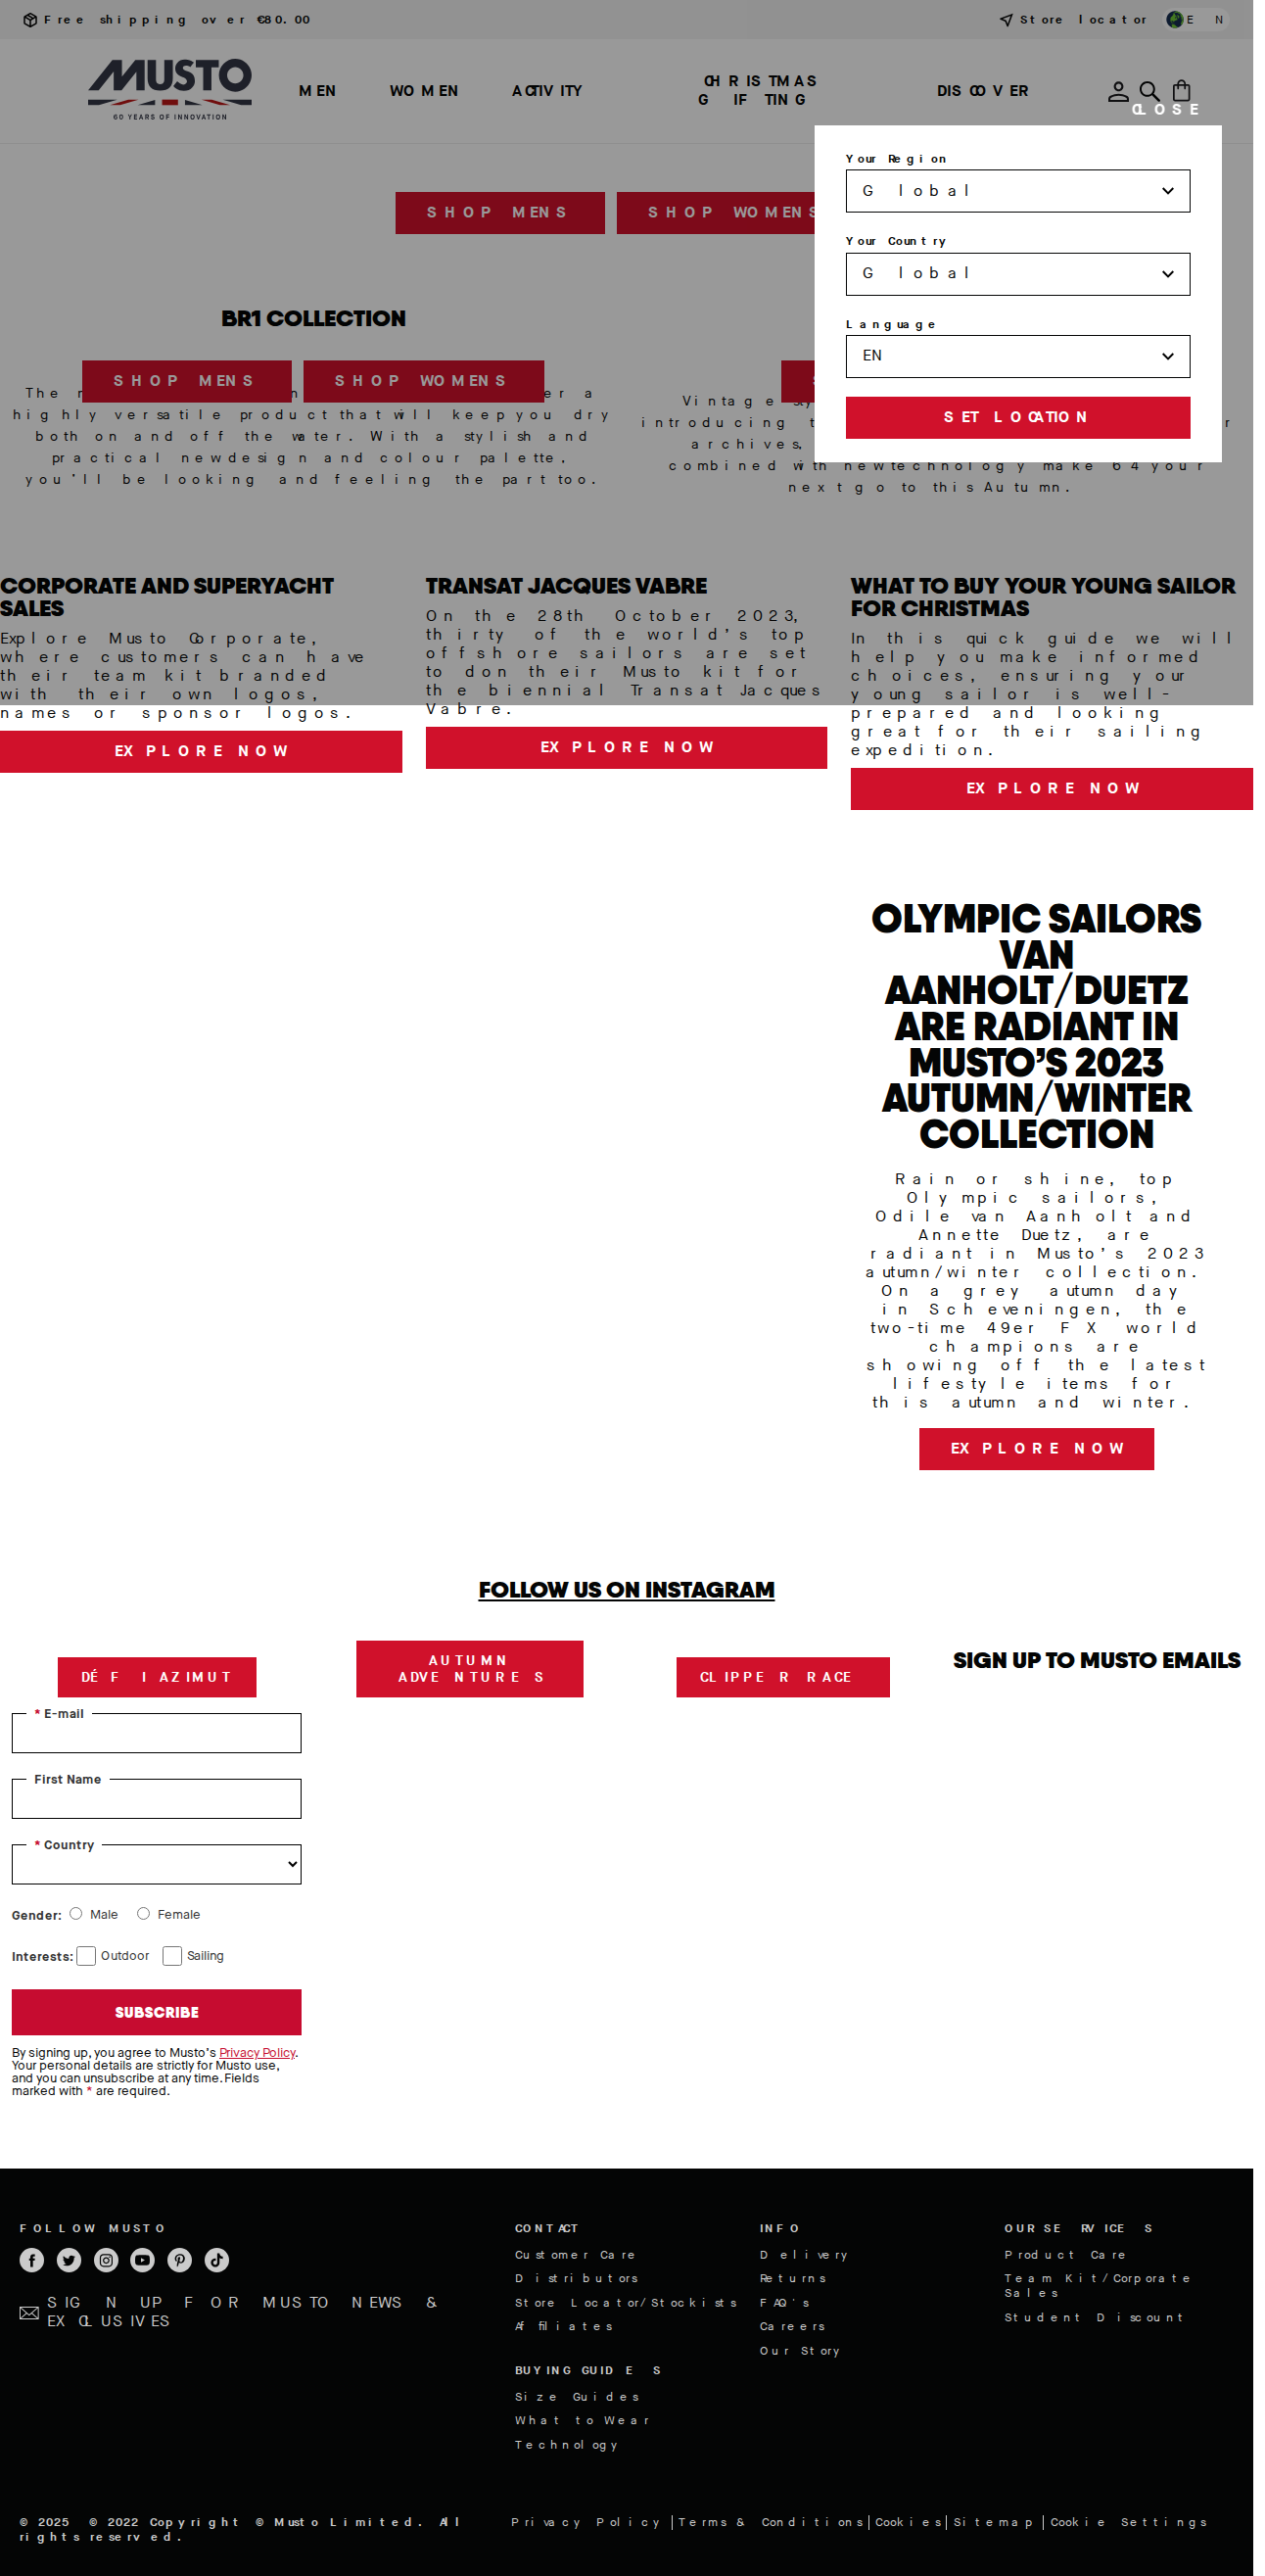 Free shipping over €80.00
Store locator
EN
MUSTO
60 YEARS OF INNOVATION
MEN
WOMEN
ACTIVITY
CHRISTMAS
GIFTING
DISCOVER
CLOSE
Your Region
Global
Your Country
Global
Language
EN
SET LOCATION
SHOP MENS
SHOP WOMENS
BR1 COLLECTION
SHOP MENS
SHOP WOMENS
The
highly versatile product that will keep you dry
both on and off the water. With a stylish and
practical new design and colour palette,
you'll be looking and feeling the part too.
Vintage
introducing
archives,
combined with new technology make 64 your
next go to this Autumn.
CORPORATE AND SUPERYACHT
SALES
Explore Musto Corporate,
where customers can have
their team kit branded
with their own logos,
names or sponsor logos.
EXPLORE NOW
TRANSAT JACQUES VABRE
On the 28th October 2023,
thirty of the world’s top
offshore sailors are set
to don their Musto kit for
the biennial Transat Jacques
Vabre.
EXPLORE NOW
WHAT TO BUY YOUR YOUNG SAILOR
FOR CHRISTMAS
In this quick guide we will
help you make informed
choices, ensuring your
young sailor is well-
prepared and looking
great for their sailing
expedition.
EXPLORE NOW
OLYMPIC SAILORS
VAN
AANHOLT/DUETZ
ARE RADIANT IN
MUSTO’S 2023
AUTUMN/WINTER
COLLECTION
Rain or shine, top
Olympic sailors,
Odile van Aanholt and
Annette Duetz, are
radiant in Musto’s 2023
autumn/winter collection.
On a grey autumn day
in Scheveningen, the
two-time 49er FX world
champions are
showing off the latest
lifestyle items for
this autumn and winter.
EXPLORE NOW
FOLLOW US ON INSTAGRAM
DÉFI AZIMUT
AUTUMN
ADVENTURES
CLIPPER RACE
SIGN UP TO MUSTO EMAILS
* E-mail
First Name
* Country
Gender: Male Female
Interests: Outdoor Sailing
SUBSCRIBE
By signing up, you agree to Musto’s Privacy Policy.
Your personal details are strictly for Musto use,
and you can unsubscribe at any time. Fields
marked with * are required.
FOLLOW MUSTO
SIGN UP FOR MUSTO NEWS &
EXCLUSIVES
CONTACT
Customer Care
Distributors
Store Locator/Stockists
Affiliates
BUYING GUIDES
Size Guides
What to Wear
Technology
INFO
Delivery
Returns
FAQ's
Careers
Our Story
OUR SERVICES
Product Care
Team Kit/Corporate
Sales
Student Discount
© 2025 © 2022 Copyright © Musto Limited. All
rights reserved.
Privacy Policy | Terms & Conditions | Cookies | Sitemap | Cookie Settings